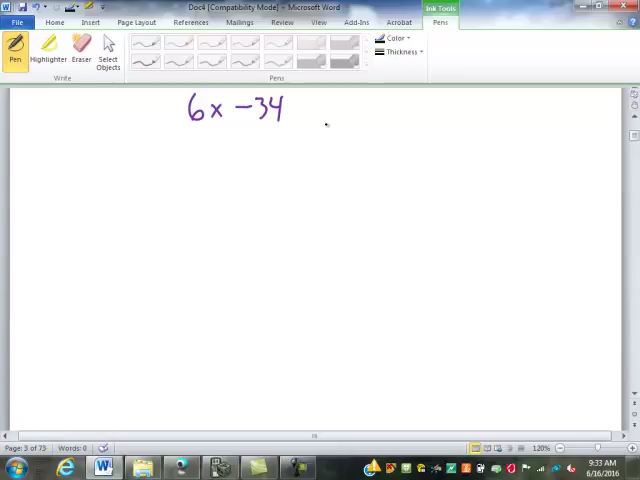 Doc4 [Compatibility Mode] - Microsoft Word
Ink Tools
File Home Insert Page Layout References Mailings Review View Add-Ins Acrobat Pens
Pen Highlighter Eraser Select Objects
Color
Thickness
Write Pens
6x -34
Page: 3 of 73 Words: 0 120%
9:33 AM
6/16/2016